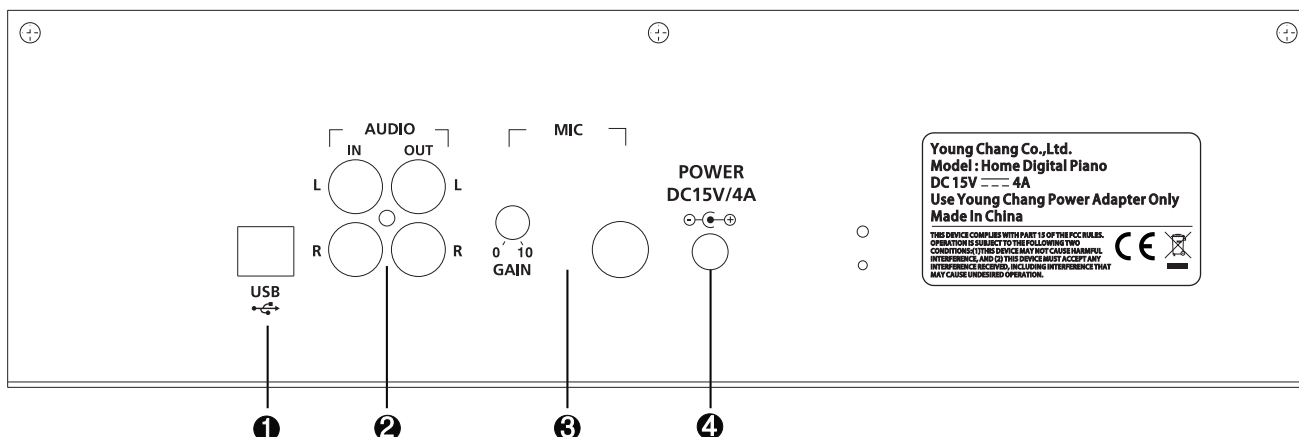 AUDIO
IN OUT
L L
R R
USB
MIC
0 10
GAIN
POWER
DC15V/4A
Young Chang Co.,Ltd.
Model : Home Digital Piano
DC 15V 4A
Use Young Chang Power Adapter Only
Made In China
THIS DEVICE COMPLIES WITH PART 15 OF THE FCC RULES.
OPERATION IS SUBJECT TO THE FOLLOWING TWO
CONDITIONS:(1)THIS DEVICE MAY NOT CAUSE HARMFUL
INTERFERENCE, AND (2) THIS DEVICE MUST ACCEPT ANY
INTERFERENCE RECEIVED, INCLUDING INTERFERENCE THAT
MAY CAUSE UNDESIRED OPERATION.
CE
1 2 3 4